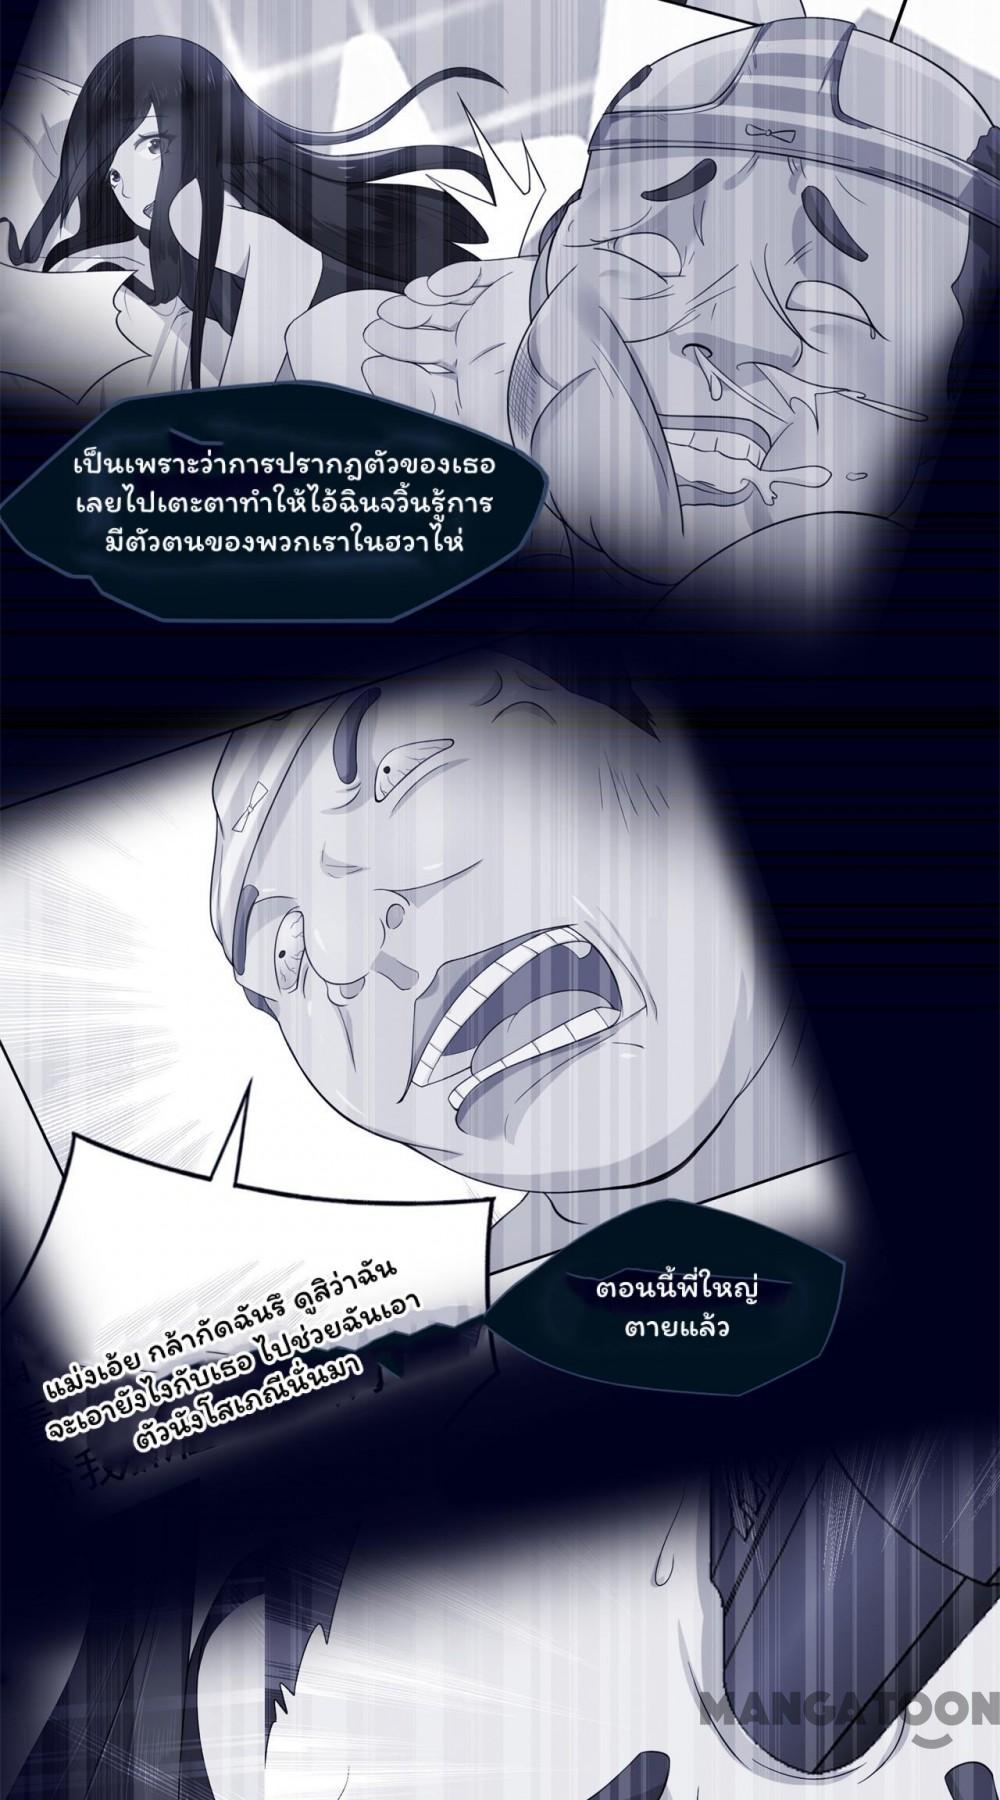 เป็นเพราะว่าการปรากฏตัวของเธอ
เลยไปเตะตาทำให้ไอ้ฉินจวิ้นรู้การ
มีตัวตนของพวกเราในฮวาไห่
แม่งเอ้ย กล้ากัดฉันรึ ดูสิว่าฉัน
จะเอายังไงกับเธอ ไปช่วยฉันเอา
ตัวนังโสเภณีนั่นมา
ตอนนี้พี่ใหญ่
ตายแล้ว
MANGATOON